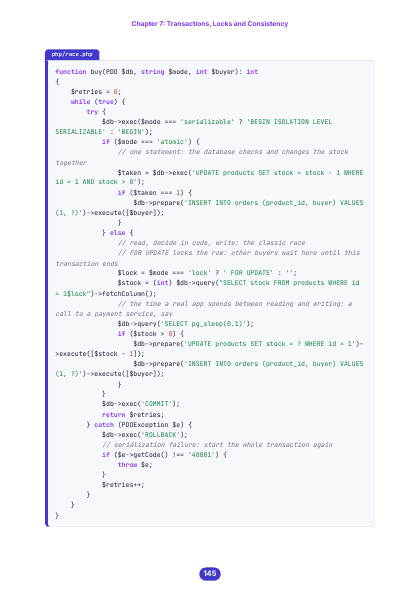 Chapter 7: Transactions, Locks and Consistency
php/race.php
function buy(PDO $db, string $mode, int $buyer): int
{
    $retries = 0;
    while (true) {
        try {
            $db->exec($mode === 'serializable' ? 'BEGIN ISOLATION LEVEL
SERIALIZABLE' : 'BEGIN');
            if ($mode === 'atomic') {
                // one statement: the database checks and changes the stock
together
                $taken = $db->exec('UPDATE products SET stock = stock - 1 WHERE
id = 1 AND stock > 0');
                if ($taken === 1) {
                    $db->prepare('INSERT INTO orders (product_id, buyer) VALUES
(1, ?)')->execute([$buyer]);
                }
            } else {
                // read, decide in code, write: the classic race
                // FOR UPDATE locks the row: other buyers wait here until this
transaction ends
                $lock = $mode === 'lock' ? ' FOR UPDATE' : '';
                $stock = (int) $db->query("SELECT stock FROM products WHERE id
= 1$lock")->fetchColumn();
                // the time a real app spends between reading and writing: a
call to a payment service, say
                $db->query('SELECT pg_sleep(0.1)');
                if ($stock > 0) {
                    $db->prepare('UPDATE products SET stock = ? WHERE id = 1')-
>execute([$stock - 1]);
                    $db->prepare('INSERT INTO orders (product_id, buyer) VALUES
(1, ?)')->execute([$buyer]);
                }
            }
            $db->exec('COMMIT');
            return $retries;
        } catch (PDOException $e) {
            $db->exec('ROLLBACK');
            // serialization failure: start the whole transaction again
            if ($e->getCode() !== '40001') {
                throw $e;
            }
            $retries++;
        }
    }
}
145